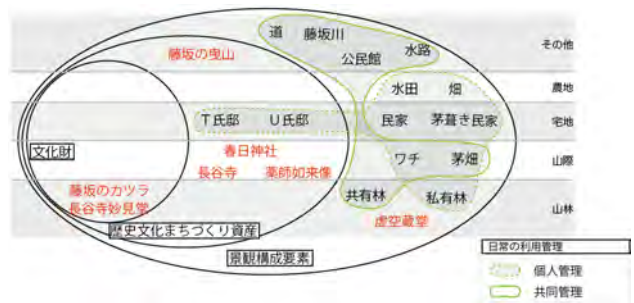 道 藤坂川
公民館 水路
その他
藤坂の曳山
水田 畑
農地
T氏邸 U氏邸
民家 茅葺き民家
宅地
文化財
春日神社
長谷寺 薬師如来像
ワチ 茅畑
山際
藤坂のカツラ
長谷寺妙見堂
共有林 私有林
山林
虚空蔵堂
歴史文化まちづくり資産
景観構成要素
日常の利用管理
個人管理
共同管理